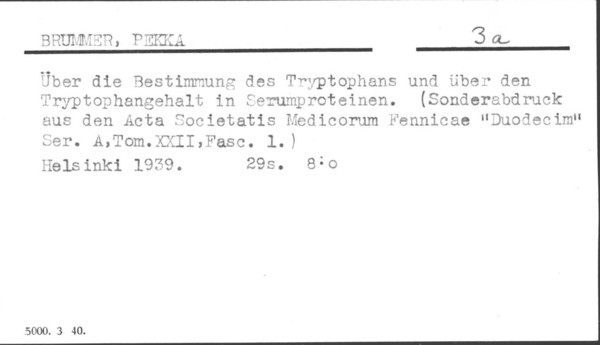 BRUMMER, PEKKA 3a
Über die Bestimmung des Tryptophans und über den
Tryptophangehalt in Serumproteinen. (Sonderabdruck
aus den Acta Societatis Medicorum Fennicae "Duodecim"
Ser. A,Tom.XXII,Fasc. 1.)
Helsinki 1939. 29s. 8:o
5000. 3 40.